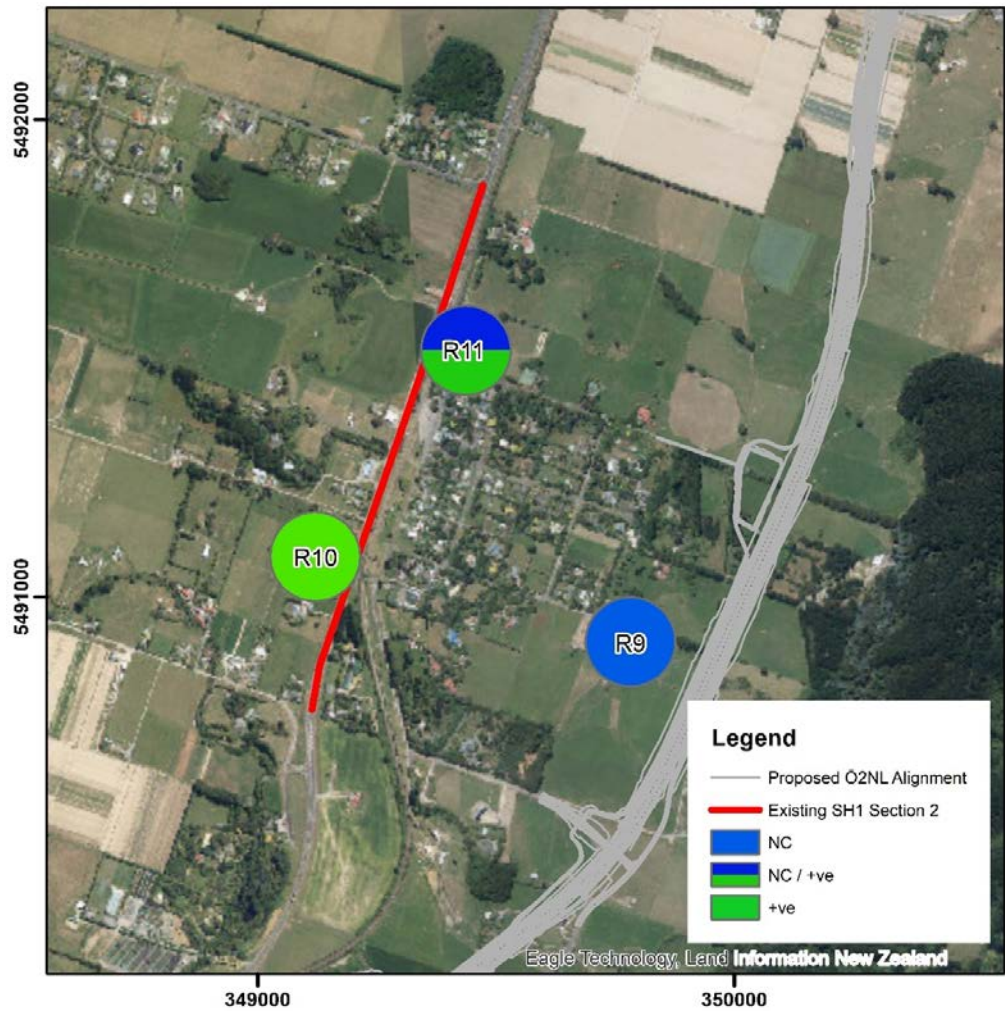 5492000
5491000
R11
R10
R9
Legend
Proposed Ō2NL Alignment
Existing SH1 Section 2
NC
NC / +ve
+ve
Eagle Technology, Land Information New Zealand
349000
350000